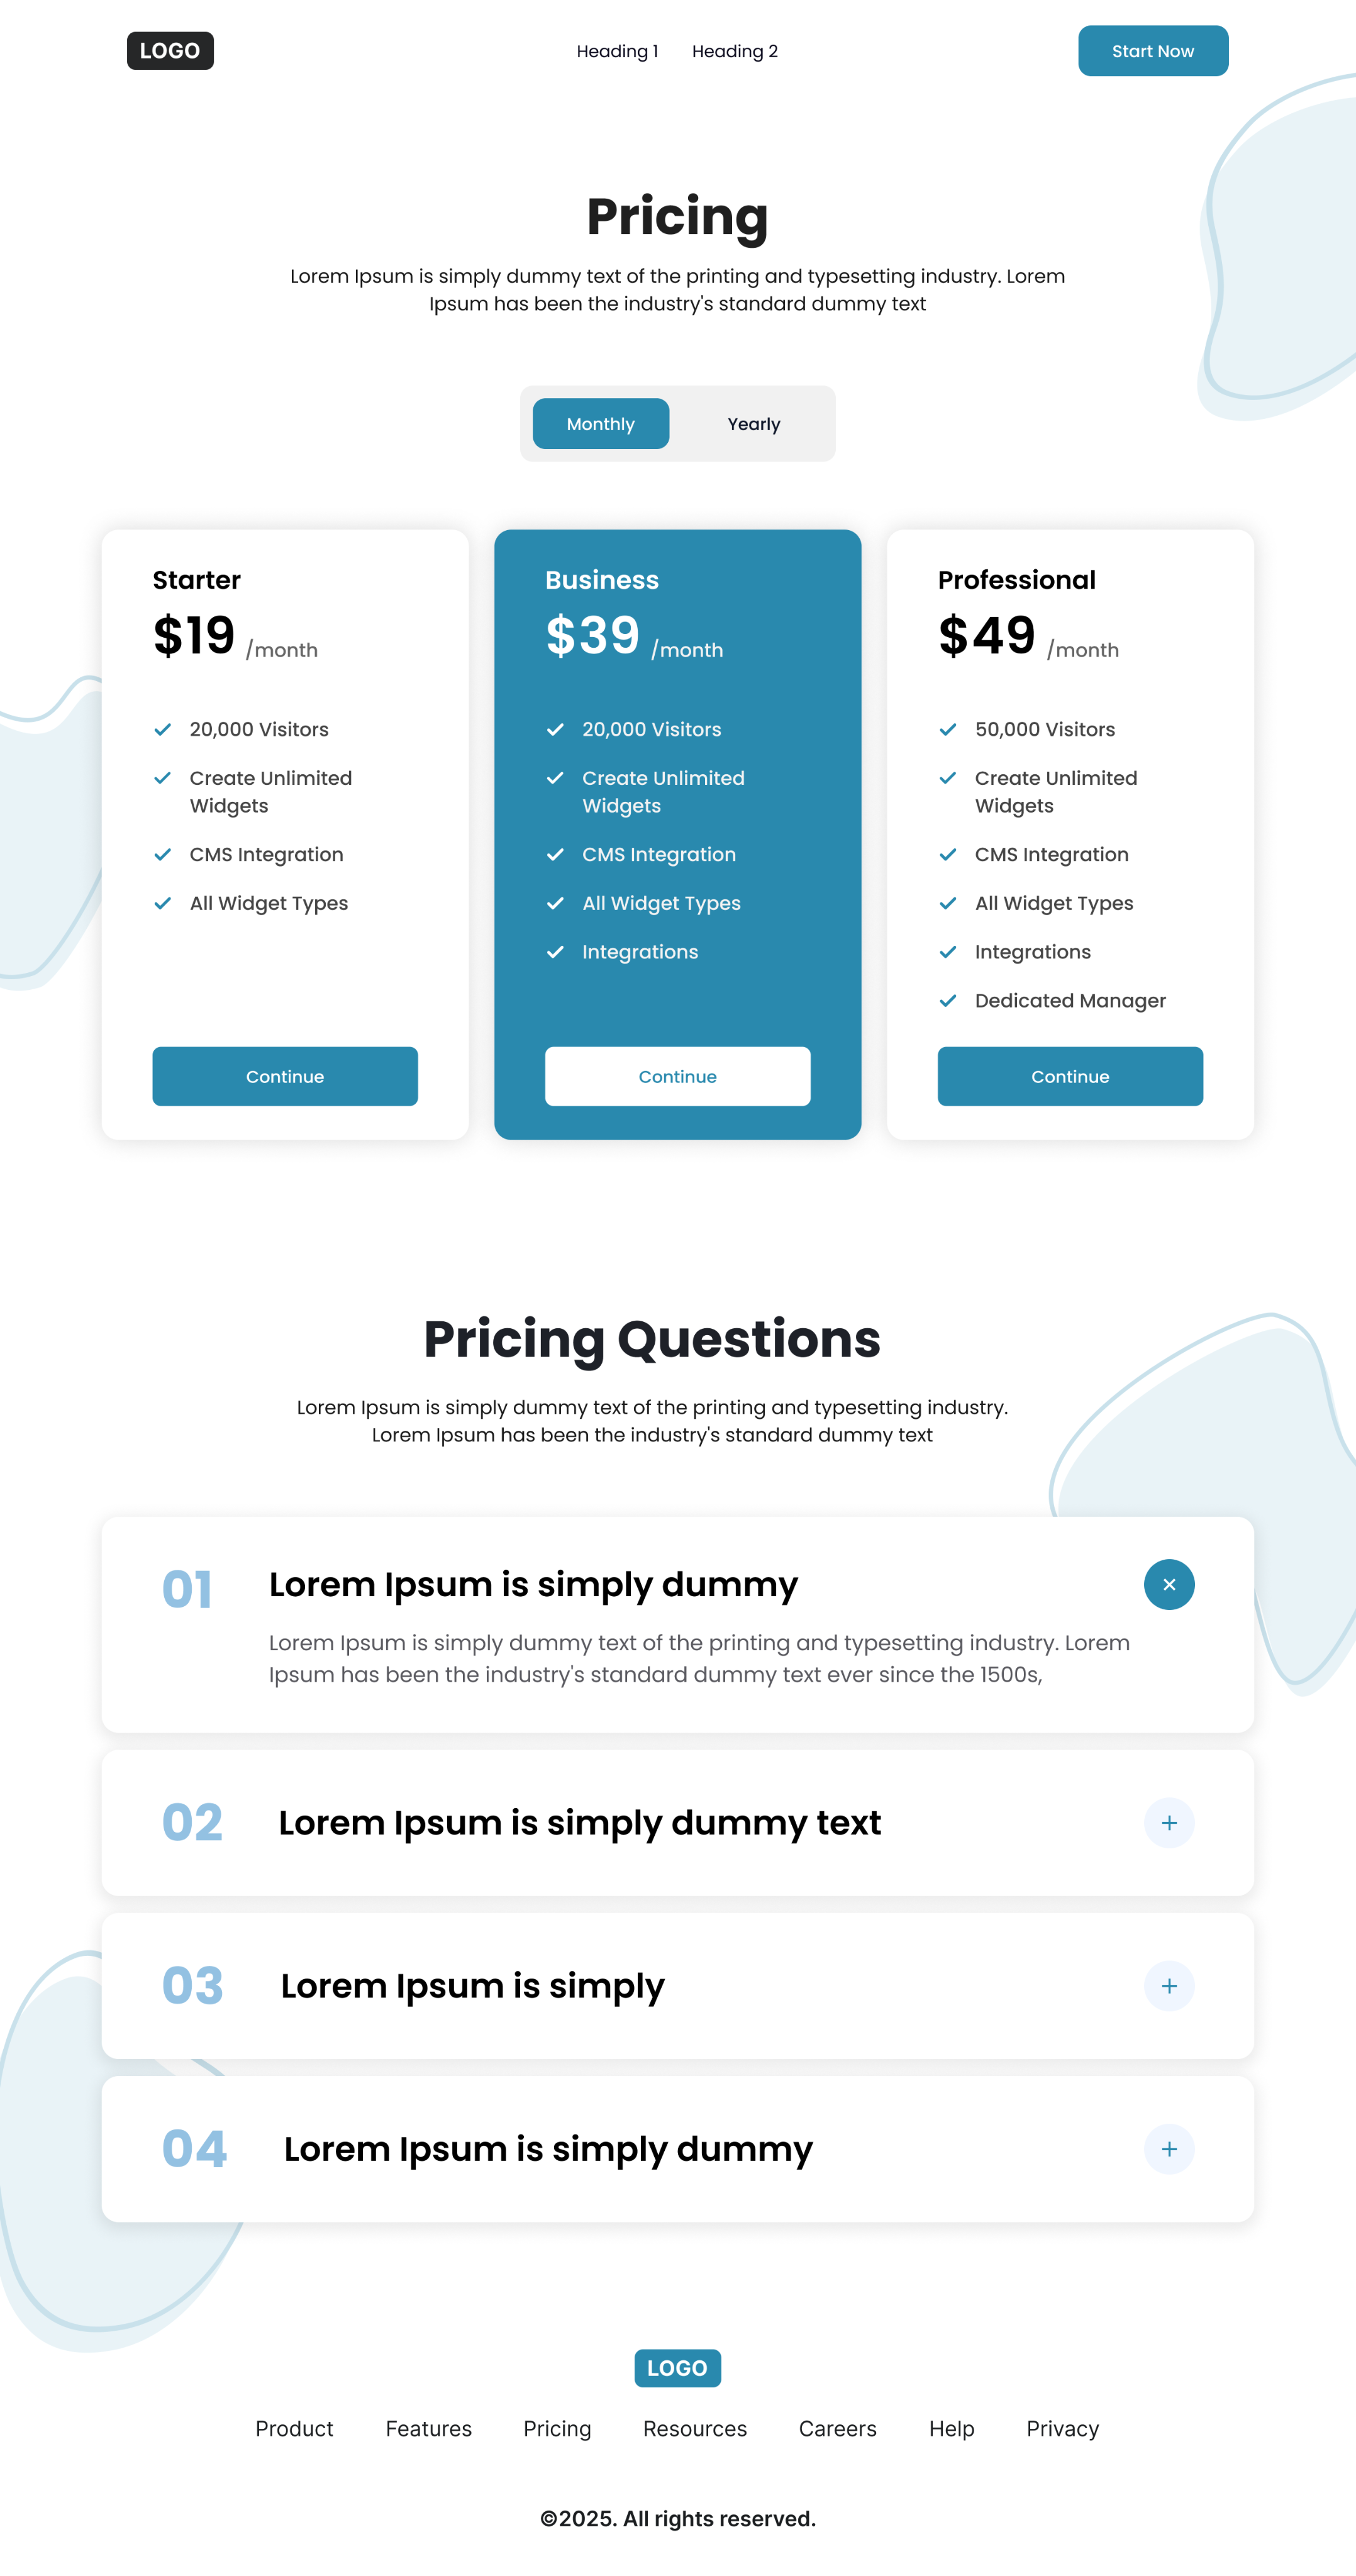 LOGO
Heading 1
Heading 2
Start Now
Pricing
Lorem Ipsum is simply dummy text of the printing and typesetting industry. Lorem
Ipsum has been the industry's standard dummy text
Monthly
Yearly
Starter
$19 /month
20,000 Visitors
Create Unlimited
Widgets
CMS Integration
All Widget Types
Continue
Business
$39 /month
20,000 Visitors
Create Unlimited
Widgets
CMS Integration
All Widget Types
Integrations
Continue
Professional
$49 /month
50,000 Visitors
Create Unlimited
Widgets
CMS Integration
All Widget Types
Integrations
Dedicated Manager
Continue
Pricing Questions
Lorem Ipsum is simply dummy text of the printing and typesetting industry.
Lorem Ipsum has been the industry's standard dummy text
01 Lorem Ipsum is simply dummy
Lorem Ipsum is simply dummy text of the printing and typesetting industry. Lorem
Ipsum has been the industry's standard dummy text ever since the 1500s,
02 Lorem Ipsum is simply dummy text
03 Lorem Ipsum is simply
04 Lorem Ipsum is simply dummy
LOGO
Product Features Pricing Resources Careers Help Privacy
©2025. All rights reserved.